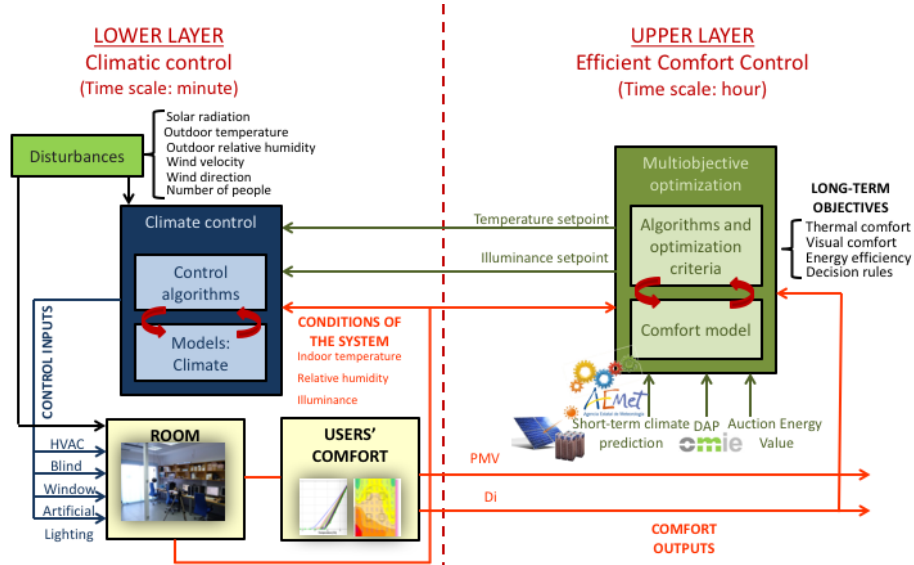 LOWER LAYER
Climatic control
(Time scale: minute)
UPPER LAYER
Efficient Comfort Control
(Time scale: hour)
Disturbances
Solar radiation
Outdoor temperature
Outdoor relative humidity
Wind velocity
Wind direction
Number of people
Climate control
Control
algorithms
Models:
Climate
Temperature setpoint
Illuminance setpoint
Multiobjective
optimization
Algorithms and
optimization
criteria
Comfort model
LONG-TERM
OBJECTIVES
Thermal comfort
Visual comfort
Energy efficiency
Decision rules
CONDITIONS OF
THE SYSTEM
Indoor temperature
Relative humidity
Illuminance
CONTROL INPUTS
HVAC
Blind
Window
Artificial
Lighting
ROOM
USERS'
COMFORT
AEMet
Agencia Estatal de Meteorología
Short-term climate
prediction
DAP
omie
Auction Energy
Value
PMV
Di
COMFORT
OUTPUTS